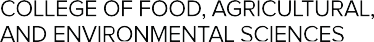 COLLEGE OF FOOD, AGRICULTURAL,
AND ENVIRONMENTAL SCIENCES